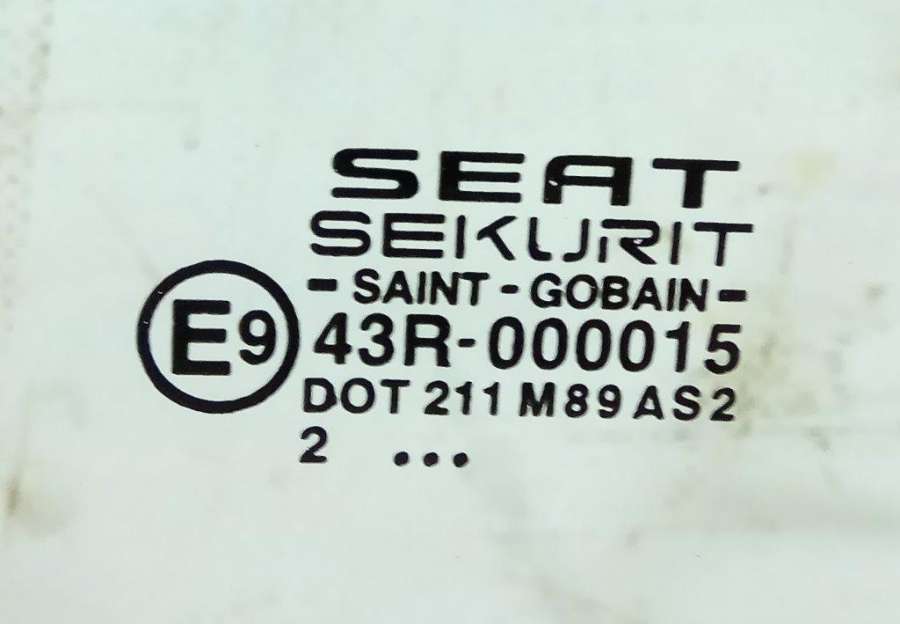 SEAT
SEKURIT
- SAINT - GOBAIN -
E9 43R-000015
DOT 211 M89 AS2
2 ...